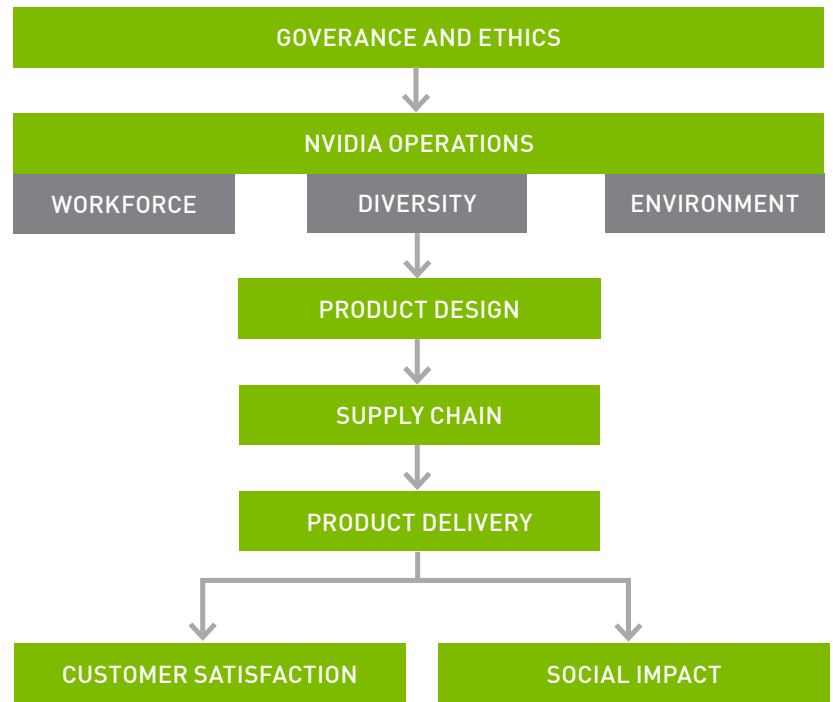 GOVERANCE AND ETHICS
NVIDIA OPERATIONS
WORKFORCE
DIVERSITY
ENVIRONMENT
PRODUCT DESIGN
SUPPLY CHAIN
PRODUCT DELIVERY
CUSTOMER SATISFACTION
SOCIAL IMPACT